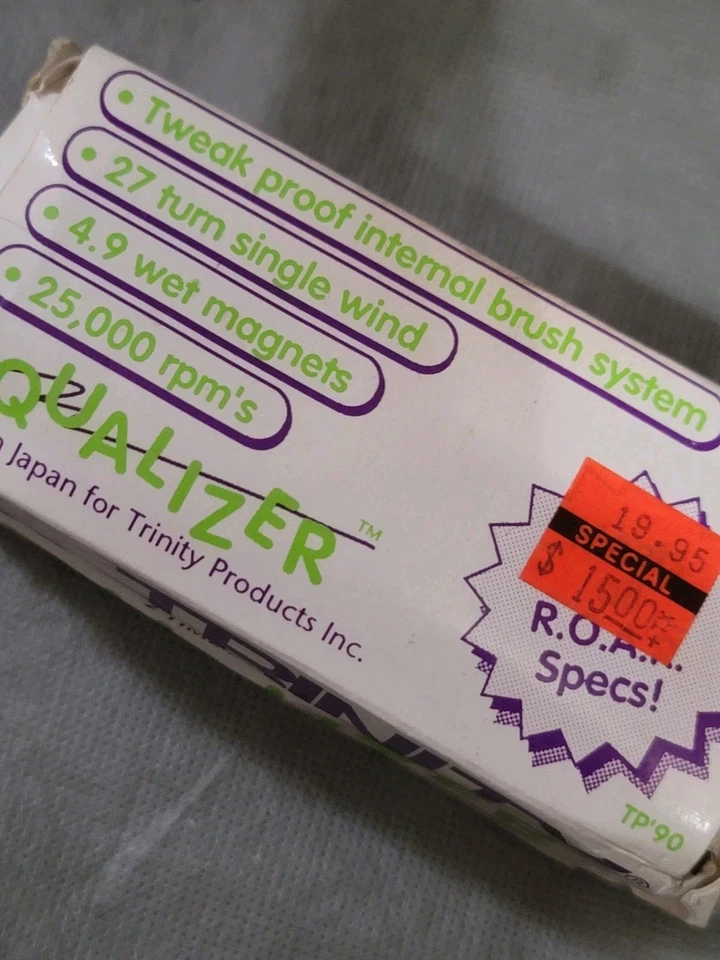 • Tweak proof internal brush system
• 27 turn single wind
• 4.9 wet magnets
• 25,000 rpm's
QUALIZER™
Japan for Trinity Products Inc.
19.95
SPECIAL
$ 1500
R.O.A.
Specs!
TP'90
TRINITY®